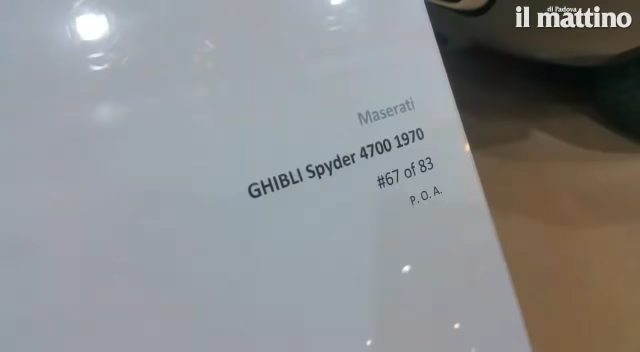 il mattino
di Padova
Maserati
GHIBLI Spyder 4700 1970
#67 of 83
P.O.A.